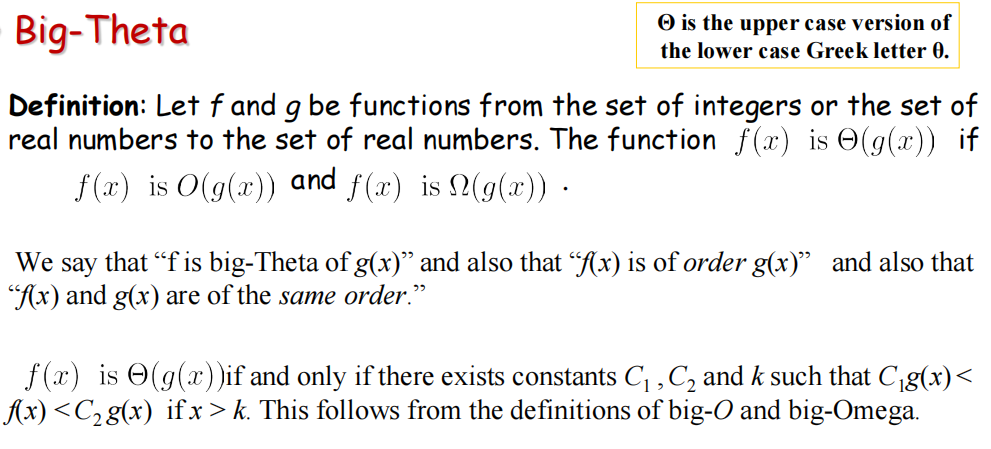 Big-Theta
Θ is the upper case version of
the lower case Greek letter θ.
Definition: Let f and g be functions from the set of integers or the set of
real numbers to the set of real numbers. The function f(x) is Θ(g(x)) if
f(x) is O(g(x)) and f(x) is Ω(g(x)) .
We say that “f is big-Theta of g(x)” and also that “f(x) is of order g(x)” and also that
“f(x) and g(x) are of the same order.”
f(x) is Θ(g(x))if and only if there exists constants C₁ , C₂ and k such that C₁g(x)<
f(x) <C₂ g(x) if x > k. This follows from the definitions of big-O and big-Omega.